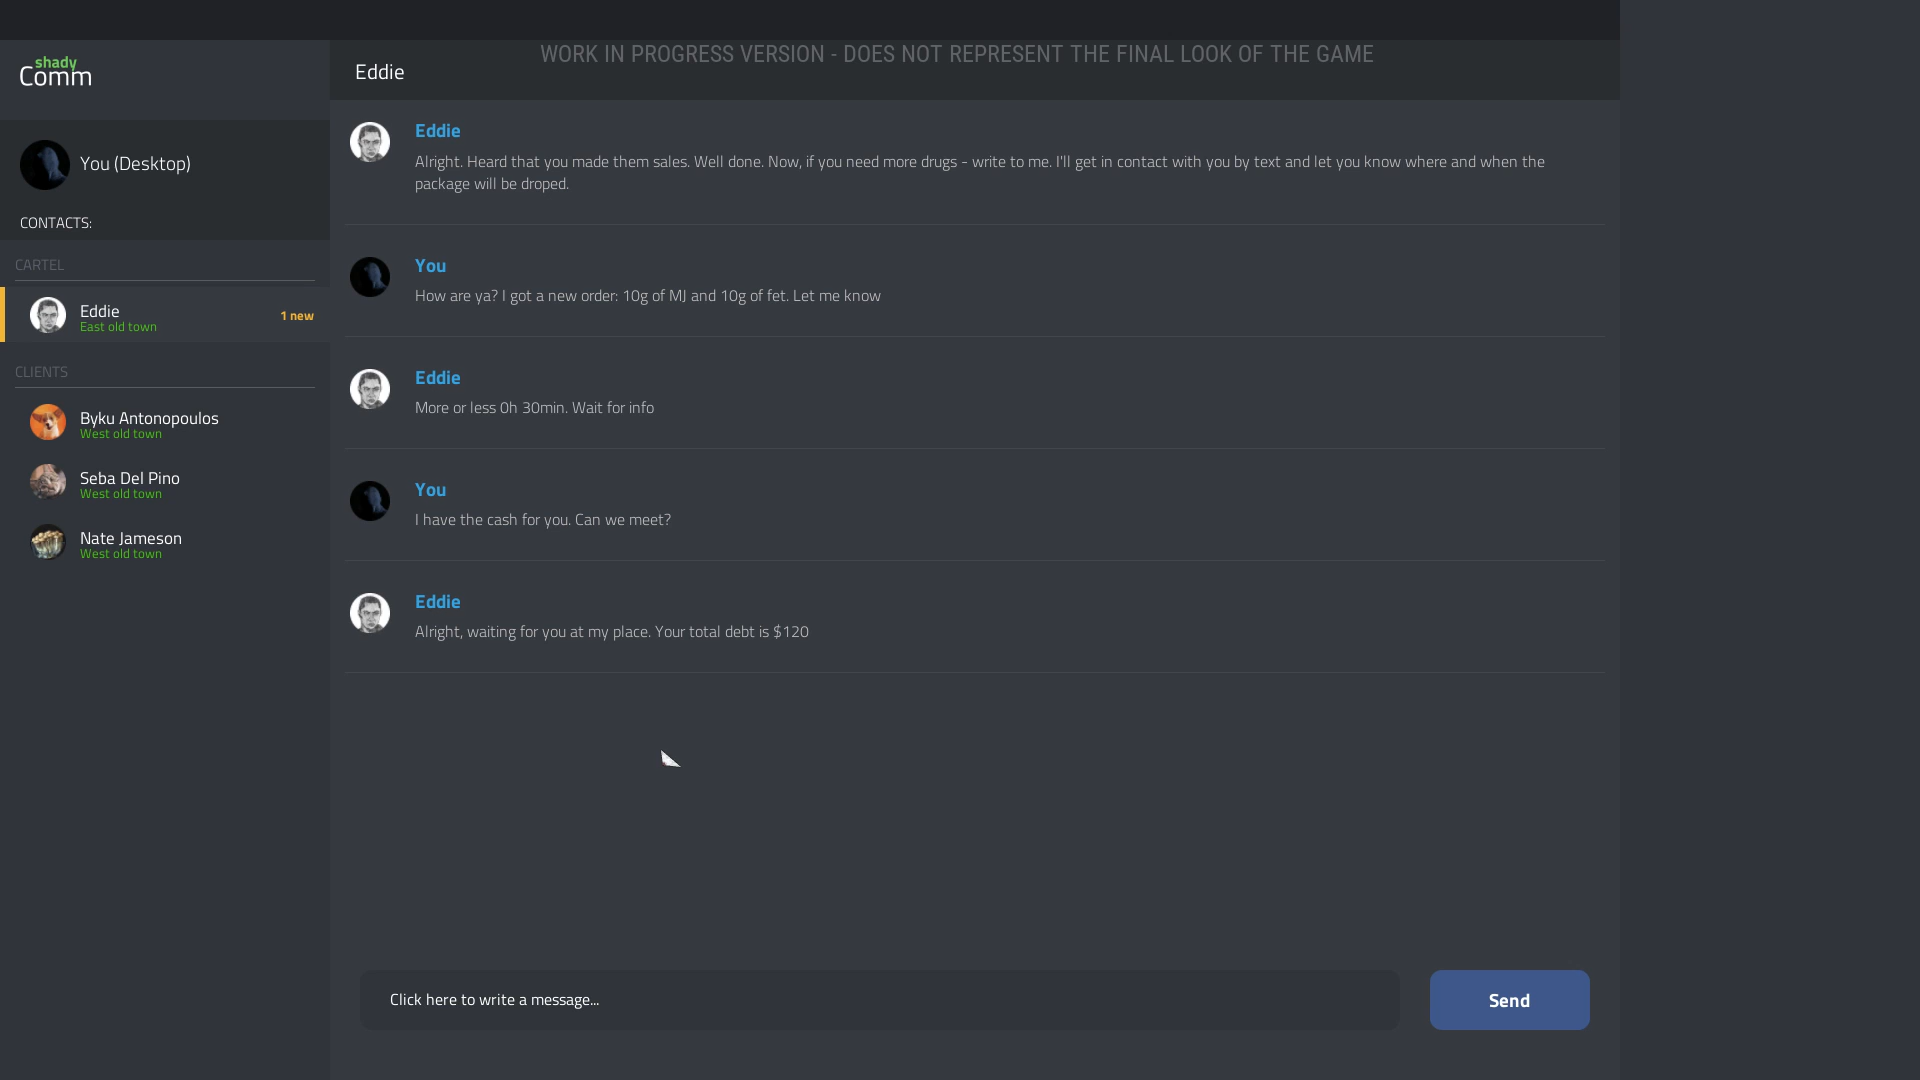 WORK IN PROGRESS VERSION - DOES NOT REPRESENT THE FINAL LOOK OF THE GAME
shady
Comm
You (Desktop)
CONTACTS:
CARTEL
Eddie
East old town
1 new
CLIENTS
Byku Antonopoulos
West old town
Seba Del Pino
West old town
Nate Jameson
West old town
Eddie
Eddie
Alright. Heard that you made them sales. Well done. Now, if you need more drugs - write to me. I'll get in contact with you by text and let you know where and when the
package will be droped.
You
How are ya? I got a new order: 10g of MJ and 10g of fet. Let me know
Eddie
More or less 0h 30min. Wait for info
You
I have the cash for you. Can we meet?
Eddie
Alright, waiting for you at my place. Your total debt is $120
Click here to write a message...
Send